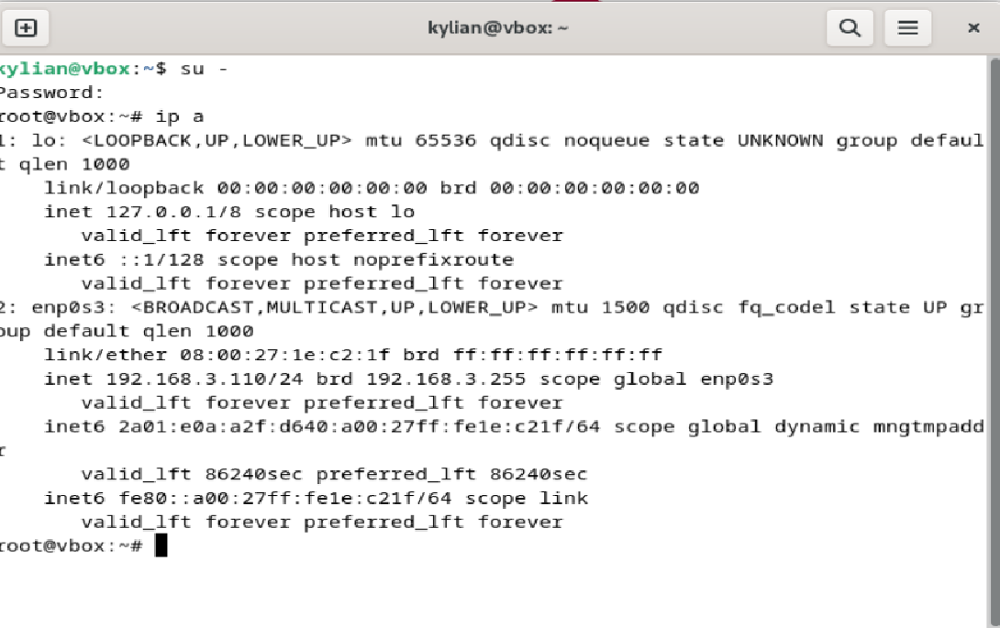 kylian@vbox: ~
kylian@vbox:~$ su -
Password:
root@vbox:~# ip a
1: lo: <LOOPBACK,UP,LOWER_UP> mtu 65536 qdisc noqueue state UNKNOWN group defaul
t qlen 1000
    link/loopback 00:00:00:00:00:00 brd 00:00:00:00:00:00
    inet 127.0.0.1/8 scope host lo
       valid_lft forever preferred_lft forever
    inet6 ::1/128 scope host noprefixroute
       valid_lft forever preferred_lft forever
2: enp0s3: <BROADCAST,MULTICAST,UP,LOWER_UP> mtu 1500 qdisc fq_codel state UP gr
oup default qlen 1000
    link/ether 08:00:27:1e:c2:1f brd ff:ff:ff:ff:ff:ff
    inet 192.168.3.110/24 brd 192.168.3.255 scope global enp0s3
       valid_lft forever preferred_lft forever
    inet6 2a01:e0a:a2f:d640:a00:27ff:fe1e:c21f/64 scope global dynamic mngtmpadd
r
       valid_lft 86240sec preferred_lft 86240sec
    inet6 fe80::a00:27ff:fe1e:c21f/64 scope link
       valid_lft forever preferred_lft forever
root@vbox:~#